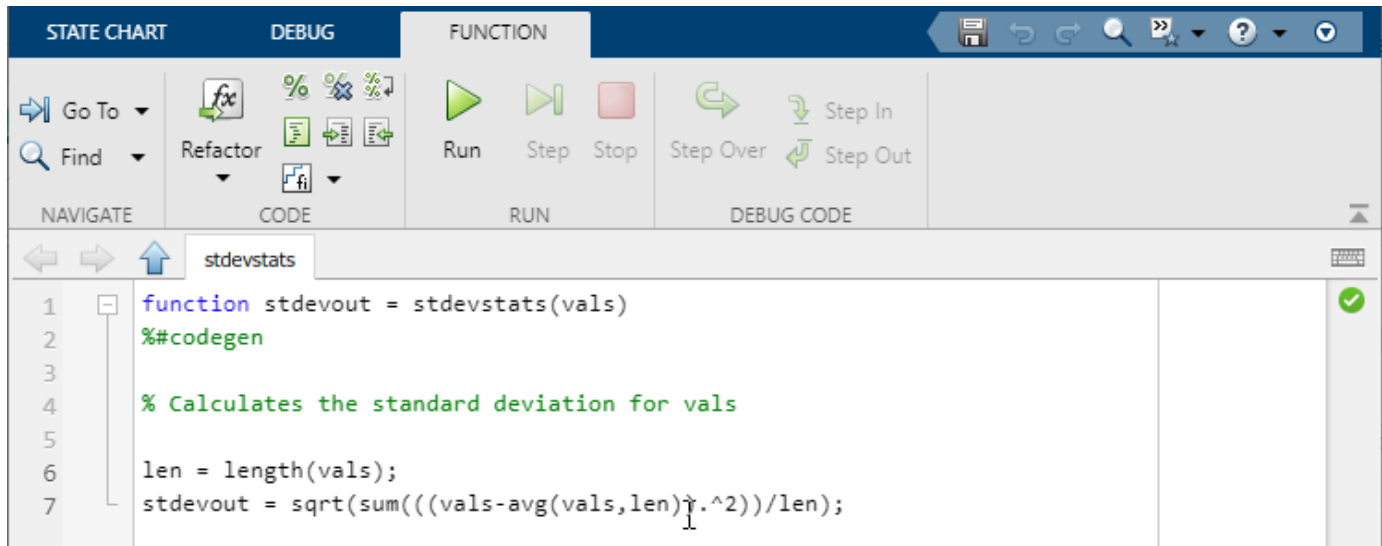 STATE CHART DEBUG FUNCTION
Go To
Find
Refactor
fi
Run Step Stop
Step Over
Step In
Step Out
NAVIGATE CODE RUN DEBUG CODE
stdevstats
1 function stdevout = stdevstats(vals)
2 %#codegen
3
4 % Calculates the standard deviation for vals
5
6 len = length(vals);
7 stdevout = sqrt(sum(((vals-avg(vals,len)).^2))/len);